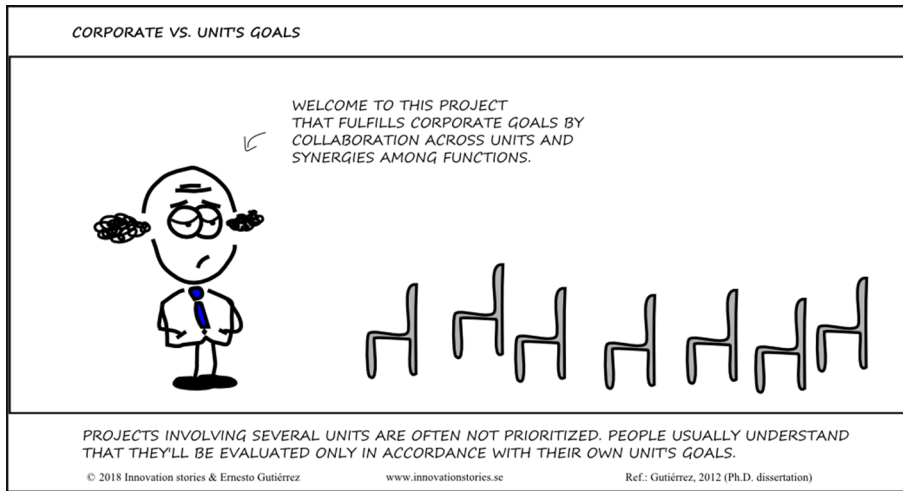 CORPORATE VS. UNIT'S GOALS
WELCOME TO THIS PROJECT
THAT FULFILLS CORPORATE GOALS BY
COLLABORATION ACROSS UNITS AND
SYNERGIES AMONG FUNCTIONS.
PROJECTS INVOLVING SEVERAL UNITS ARE OFTEN NOT PRIORITIZED. PEOPLE USUALLY UNDERSTAND
THAT THEY'LL BE EVALUATED ONLY IN ACCORDANCE WITH THEIR OWN UNIT'S GOALS.
© 2018 Innovation stories & Ernesto Gutiérrez www.innovationstories.se Ref.: Gutiérrez, 2012 (Ph.D. dissertation)